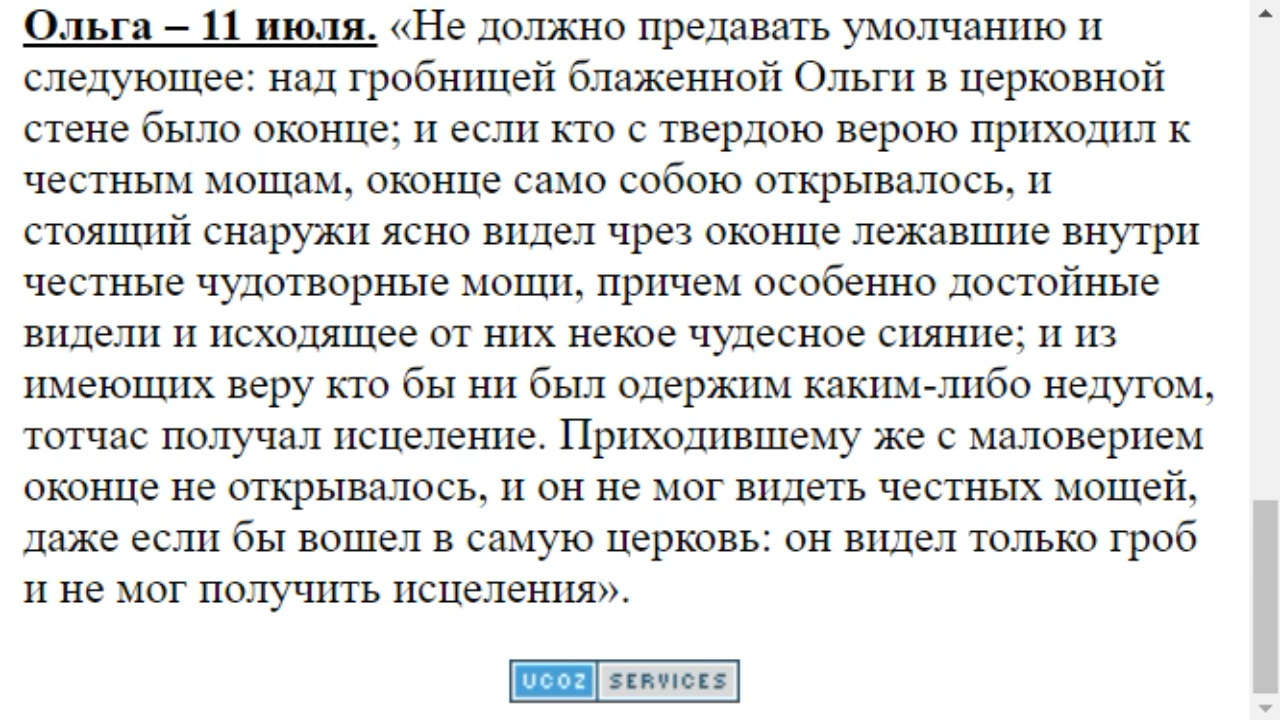 Ольга – 11 июля. «Не должно предавать умолчанию и
следующее: над гробницей блаженной Ольги в церковной
стене было оконце; и если кто с твердою верою приходил к
честным мощам, оконце само собою открывалось, и
стоящий снаружи ясно видел чрез оконце лежавшие внутри
честные чудотворные мощи, причем особенно достойные
видели и исходящее от них некое чудесное сияние; и из
имеющих веру кто бы ни был одержим каким-либо недугом,
тотчас получал исцеление. Приходившему же с маловерием
оконце не открывалось, и он не мог видеть честных мощей,
даже если бы вошел в самую церковь: он видел только гроб
и не мог получить исцеления».
UCOZ SERVICES